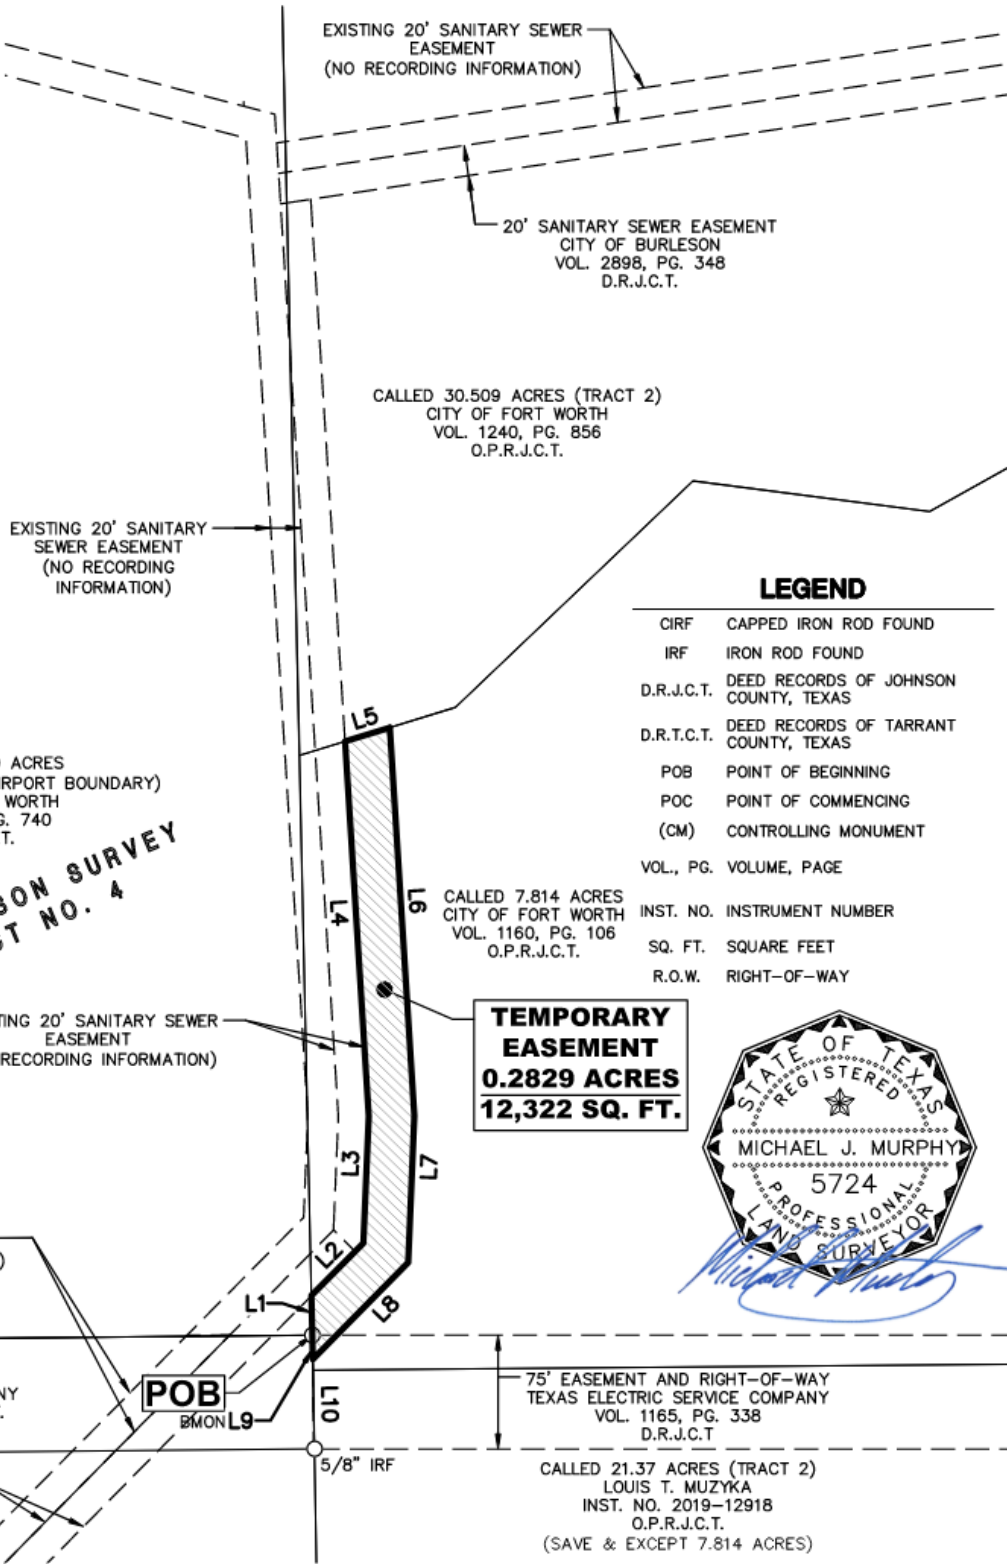 EXISTING 20' SANITARY SEWER
EASEMENT
(NO RECORDING INFORMATION)
20' SANITARY SEWER EASEMENT
CITY OF BURLESON
VOL. 2898, PG. 348
D.R.J.C.T.
CALLED 30.509 ACRES (TRACT 2)
CITY OF FORT WORTH
VOL. 1240, PG. 856
O.P.R.J.C.T.
EXISTING 20' SANITARY
SEWER EASEMENT
(NO RECORDING
INFORMATION)
LEGEND
CIRF CAPPED IRON ROD FOUND
IRF IRON ROD FOUND
D.R.J.C.T. DEED RECORDS OF JOHNSON
COUNTY, TEXAS
D.R.T.C.T. DEED RECORDS OF TARRANT
COUNTY, TEXAS
POB POINT OF BEGINNING
POC POINT OF COMMENCING
(CM) CONTROLLING MONUMENT
VOL., PG. VOLUME, PAGE
INST. NO. INSTRUMENT NUMBER
SQ. FT. SQUARE FEET
R.O.W. RIGHT-OF-WAY
L5
ACRES
RPORT BOUNDARY)
WORTH
G. 740
T.
SON SURVEY
CT NO. 4
L4
L6
CALLED 7.814 ACRES
CITY OF FORT WORTH
VOL. 1160, PG. 106
O.P.R.J.C.T.
TING 20' SANITARY SEWER
EASEMENT
RECORDING INFORMATION)
TEMPORARY
EASEMENT
0.2829 ACRES
12,322 SQ. FT.
STATE OF TEXAS
REGISTERED
MICHAEL J. MURPHY
5724
PROFESSIONAL
LAND SURVEYOR
L3
L7
L2
L1
L8
)
POB
BMON
L9
L10
NY
5/8" IRF
75' EASEMENT AND RIGHT-OF-WAY
TEXAS ELECTRIC SERVICE COMPANY
VOL. 1165, PG. 338
D.R.J.C.T
CALLED 21.37 ACRES (TRACT 2)
LOUIS T. MUZYKA
INST. NO. 2019-12918
O.P.R.J.C.T.
(SAVE & EXCEPT 7.814 ACRES)